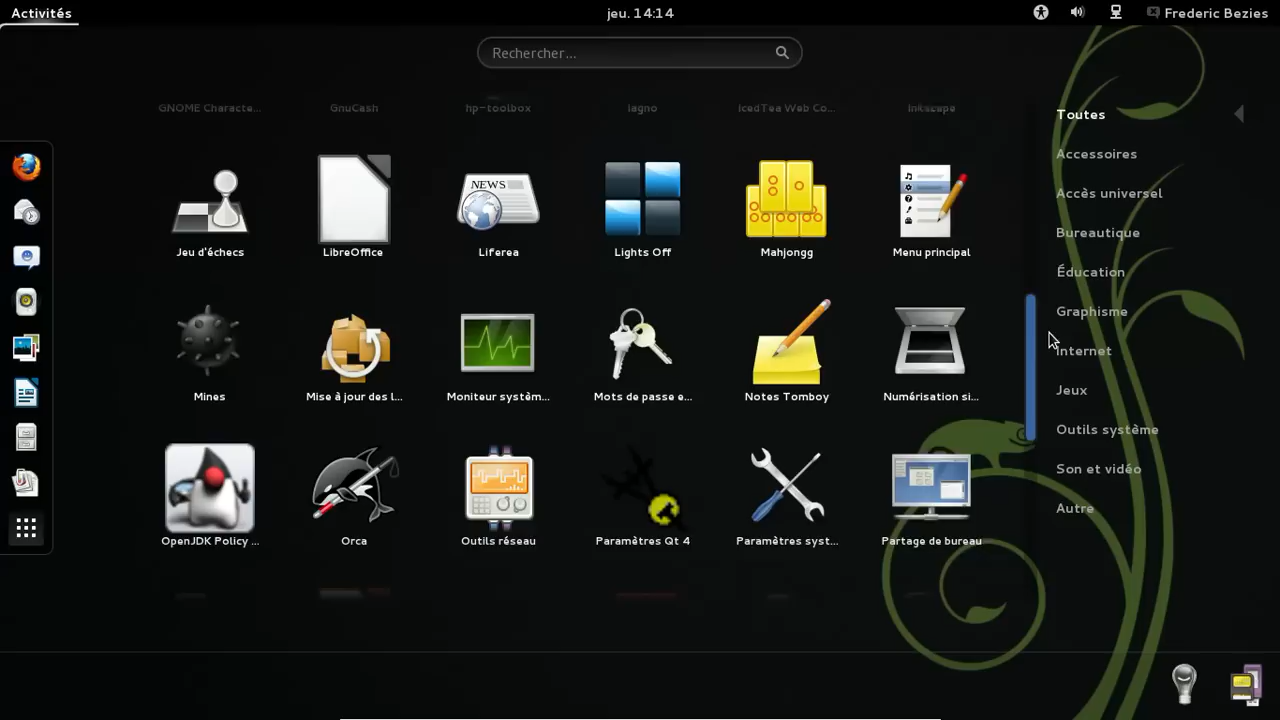 Activités
jeu. 14:14
Frederic Bezies
Rechercher...
GNOME Characte...
GnuCash
hp-toolbox
Iagno
IcedTea Web Co...
Inkscape
Jeu d'échecs
LibreOffice
NEWS
Liferea
Lights Off
Mahjongg
Menu principal
Mines
Mise à jour des l...
Moniteur systèm...
Mots de passe e...
Notes Tomboy
Numérisation si...
OpenJDK Policy ...
Orca
Outils réseau
Paramètres Qt 4
Paramètres syst...
Partage de bureau
Toutes
Accessoires
Accès universel
Bureautique
Éducation
Graphisme
Internet
Jeux
Outils système
Son et vidéo
Autre